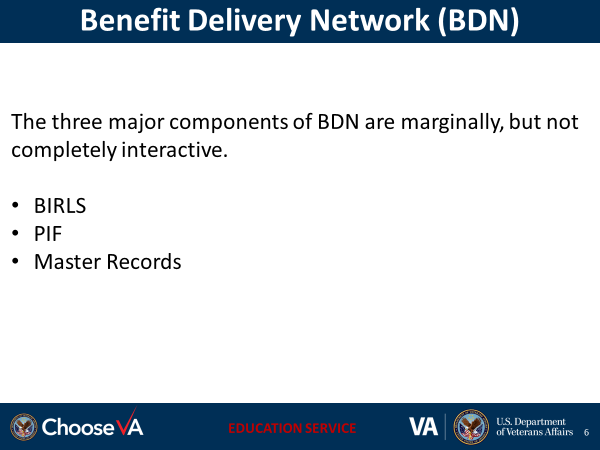 Benefit Delivery Network (BDN)
The three major components of BDN are marginally, but not
completely interactive.
• BIRLS
• PIF
• Master Records
ChooseVA
EDUCATION SERVICE
VA
U.S. Department
of Veterans Affairs
6